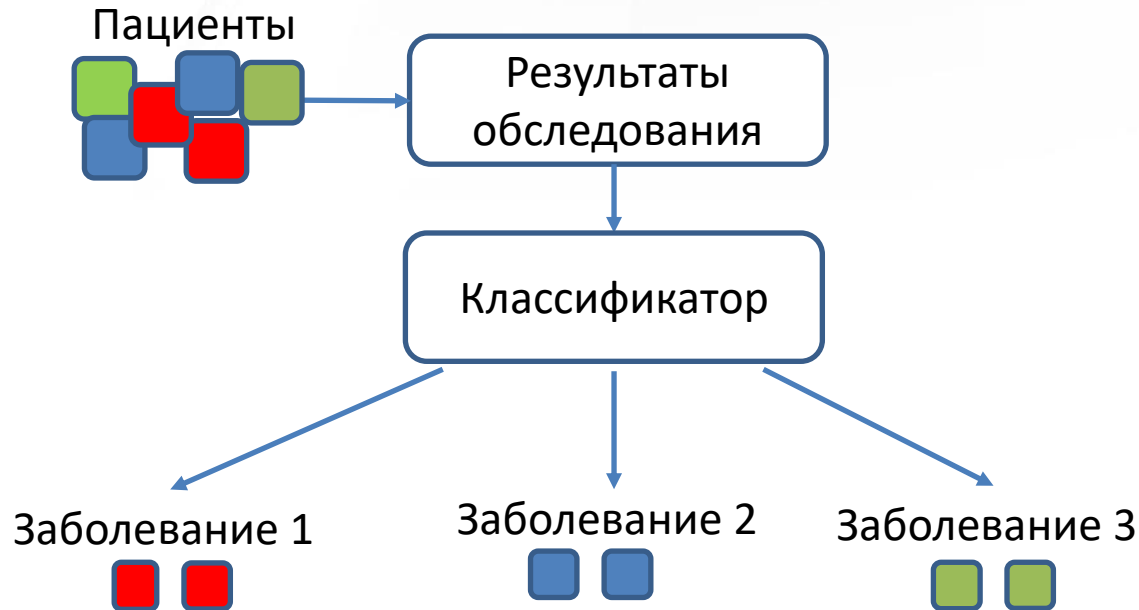 Пациенты
Результаты
обследования
Классификатор
Заболевание 1
Заболевание 2
Заболевание 3